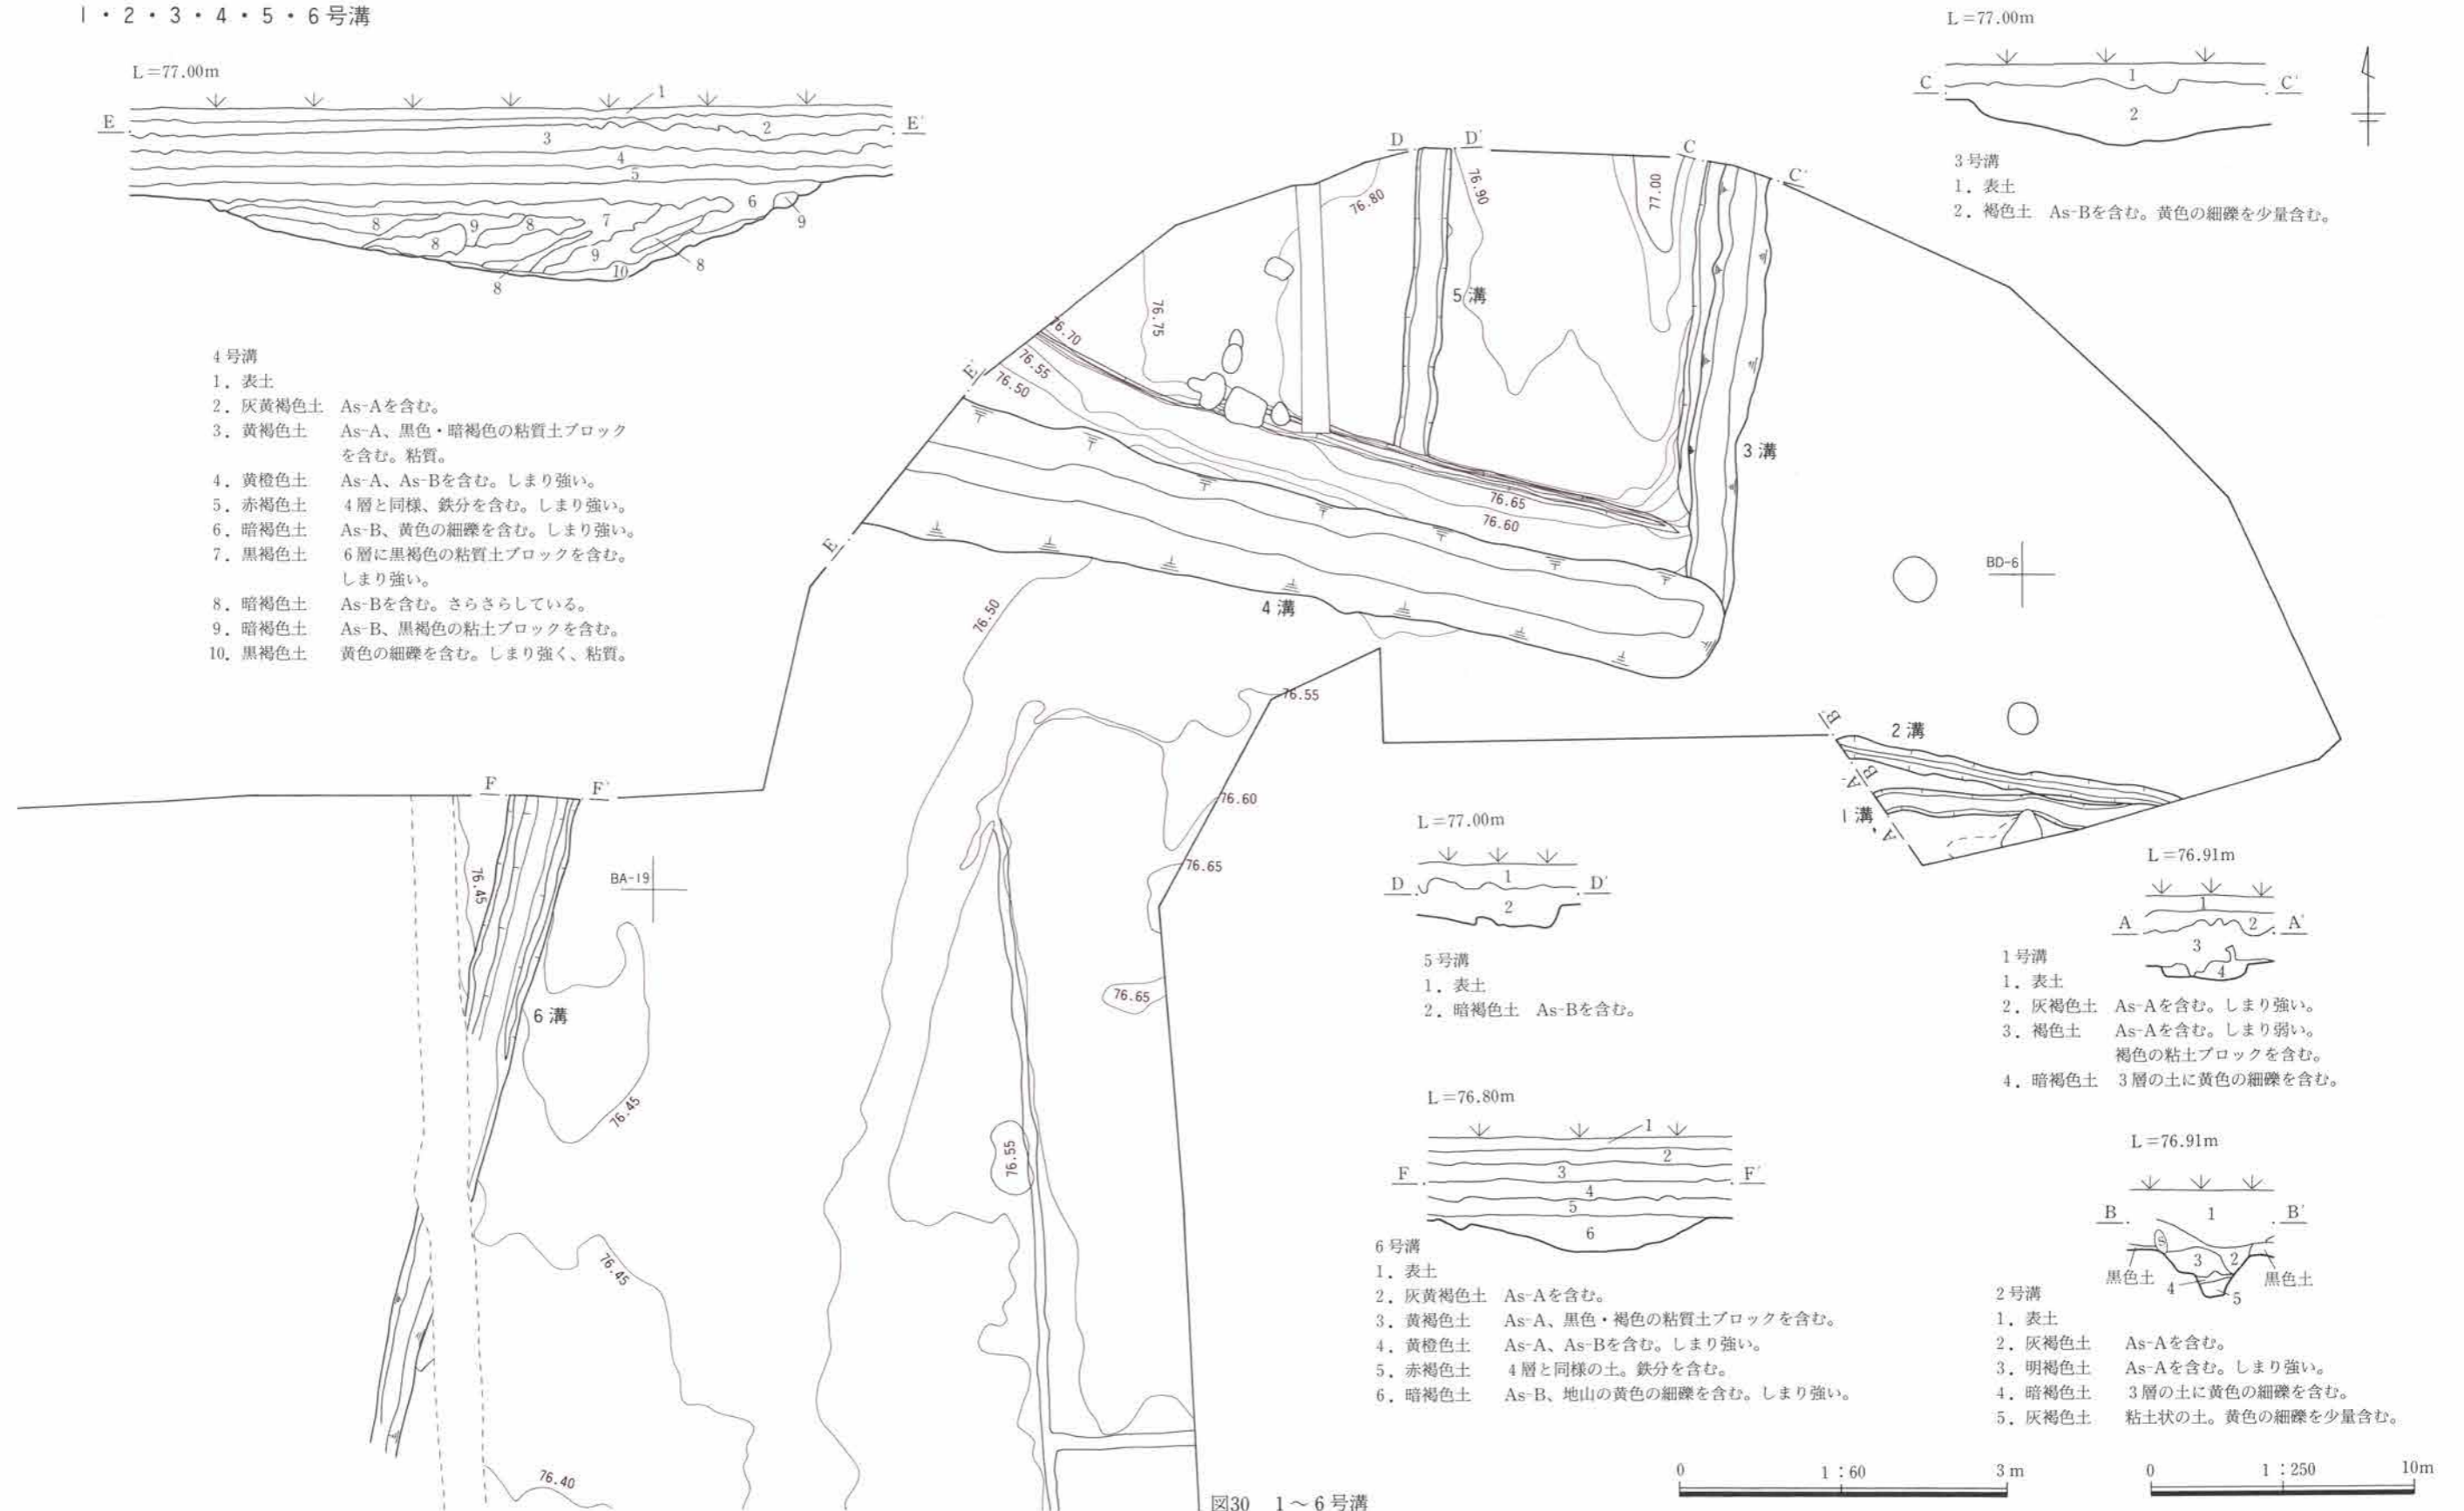 1・2・3・4・5・6号溝
L=77.00m
E
E'
1
2
3
4
5
6
7
8
9
8
9
8
9
10
8
8
4号溝
1．表土
2．灰黄褐色土　As-Aを含む。
3．黄褐色土　As-A、黒色・暗褐色の粘質土ブロック
を含む。粘質。
4．黄橙色土　As-A、As-Bを含む。しまり強い。
5．赤褐色土　4層と同様、鉄分を含む。しまり強い。
6．暗褐色土　As-B、黄色の細礫を含む。しまり強い。
7．黒褐色土　6層に黒褐色の粘質土ブロックを含む。
しまり強い。
8．暗褐色土　As-Bを含む。さらさらしている。
9．暗褐色土　As-B、黒褐色の粘土ブロックを含む。
10．黒褐色土　黄色の細礫を含む。しまり強く、粘質。
L=77.00m
C
C'
1
2
3号溝
1．表土
2．褐色土　As-Bを含む。黄色の細礫を少量含む。
D
D'
C
C'
76.80
76.90
77.00
76.75
5溝
76.70
76.55
76.50
E'
3溝
76.65
76.60
E
4溝
76.50
BD-6
76.55
B'
2溝
B
A'
1溝
A
76.60
76.65
76.65
76.55
F
F'
76.45
BA-19
6溝
76.45
76.45
76.40
L=77.00m
D
D'
1
2
5号溝
1．表土
2．暗褐色土　As-Bを含む。
L=76.91m
A
A'
1
2
3
4
1号溝
1．表土
2．灰褐色土　As-Aを含む。しまり強い。
3．褐色土　As-Aを含む。しまり弱い。
褐色の粘土ブロックを含む。
4．暗褐色土　3層の土に黄色の細礫を含む。
L=76.80m
F
F'
1
2
3
4
5
6
6号溝
1．表土
2．灰黄褐色土　As-Aを含む。
3．黄褐色土　As-A、黒色・褐色の粘質土ブロックを含む。
4．黄橙色土　As-A、As-Bを含む。しまり強い。
5．赤褐色土　4層と同様の土。鉄分を含む。
6．暗褐色土　As-B、地山の黄色の細礫を含む。しまり強い。
L=76.91m
B
B'
1
S
3
2
黒色土
4
5
黒色土
2号溝
1．表土
2．灰褐色土　As-Aを含む。
3．明褐色土　As-Aを含む。しまり強い。
4．暗褐色土　3層の土に黄色の細礫を含む。
5．灰褐色土　粘土状の土。黄色の細礫を少量含む。
0　1：60　3m
0　1：250　10m
図30　1～6号溝